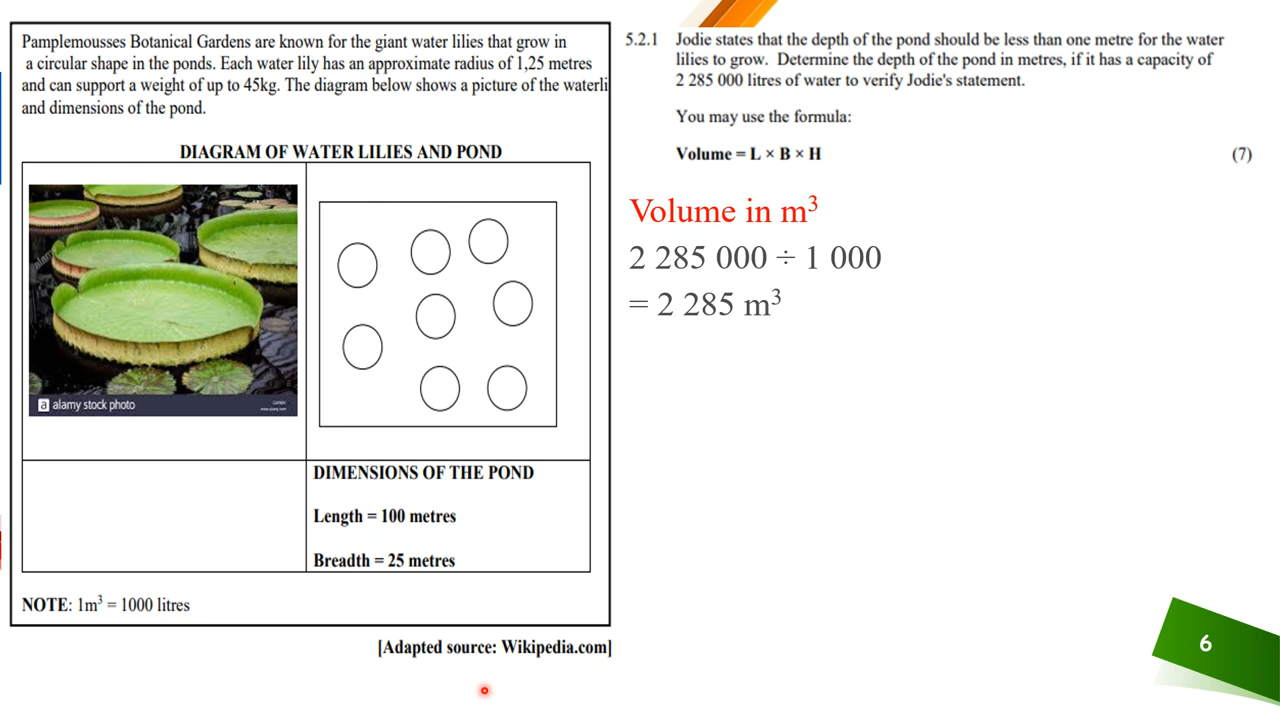 Pamplemousses Botanical Gardens are known for the giant water lilies that grow in
a circular shape in the ponds. Each water lily has an approximate radius of 1,25 metres
and can support a weight of up to 45kg. The diagram below shows a picture of the waterli
and dimensions of the pond.
DIAGRAM OF WATER LILIES AND POND
alamy
a alamy stock photo
DIMENSIONS OF THE POND
Length = 100 metres
Breadth = 25 metres
NOTE: 1m³ = 1000 litres
[Adapted source: Wikipedia.com]
5.2.1 Jodie states that the depth of the pond should be less than one metre for the water
lilies to grow. Determine the depth of the pond in metres, if it has a capacity of
2 285 000 litres of water to verify Jodie's statement.
You may use the formula:
Volume = L × B × H (7)
Volume in m³
2 285 000 ÷ 1 000
= 2 285 m³
6